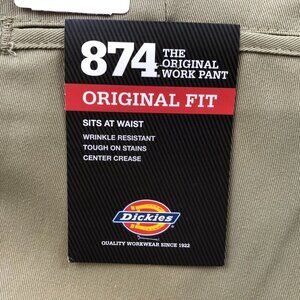 874 THE
ORIGINAL
WORK PANT
ORIGINAL FIT
SITS AT WAIST
WRINKLE RESISTANT
TOUGH ON STAINS
CENTER CREASE
Dickies
QUALITY WORKWEAR SINCE 1922